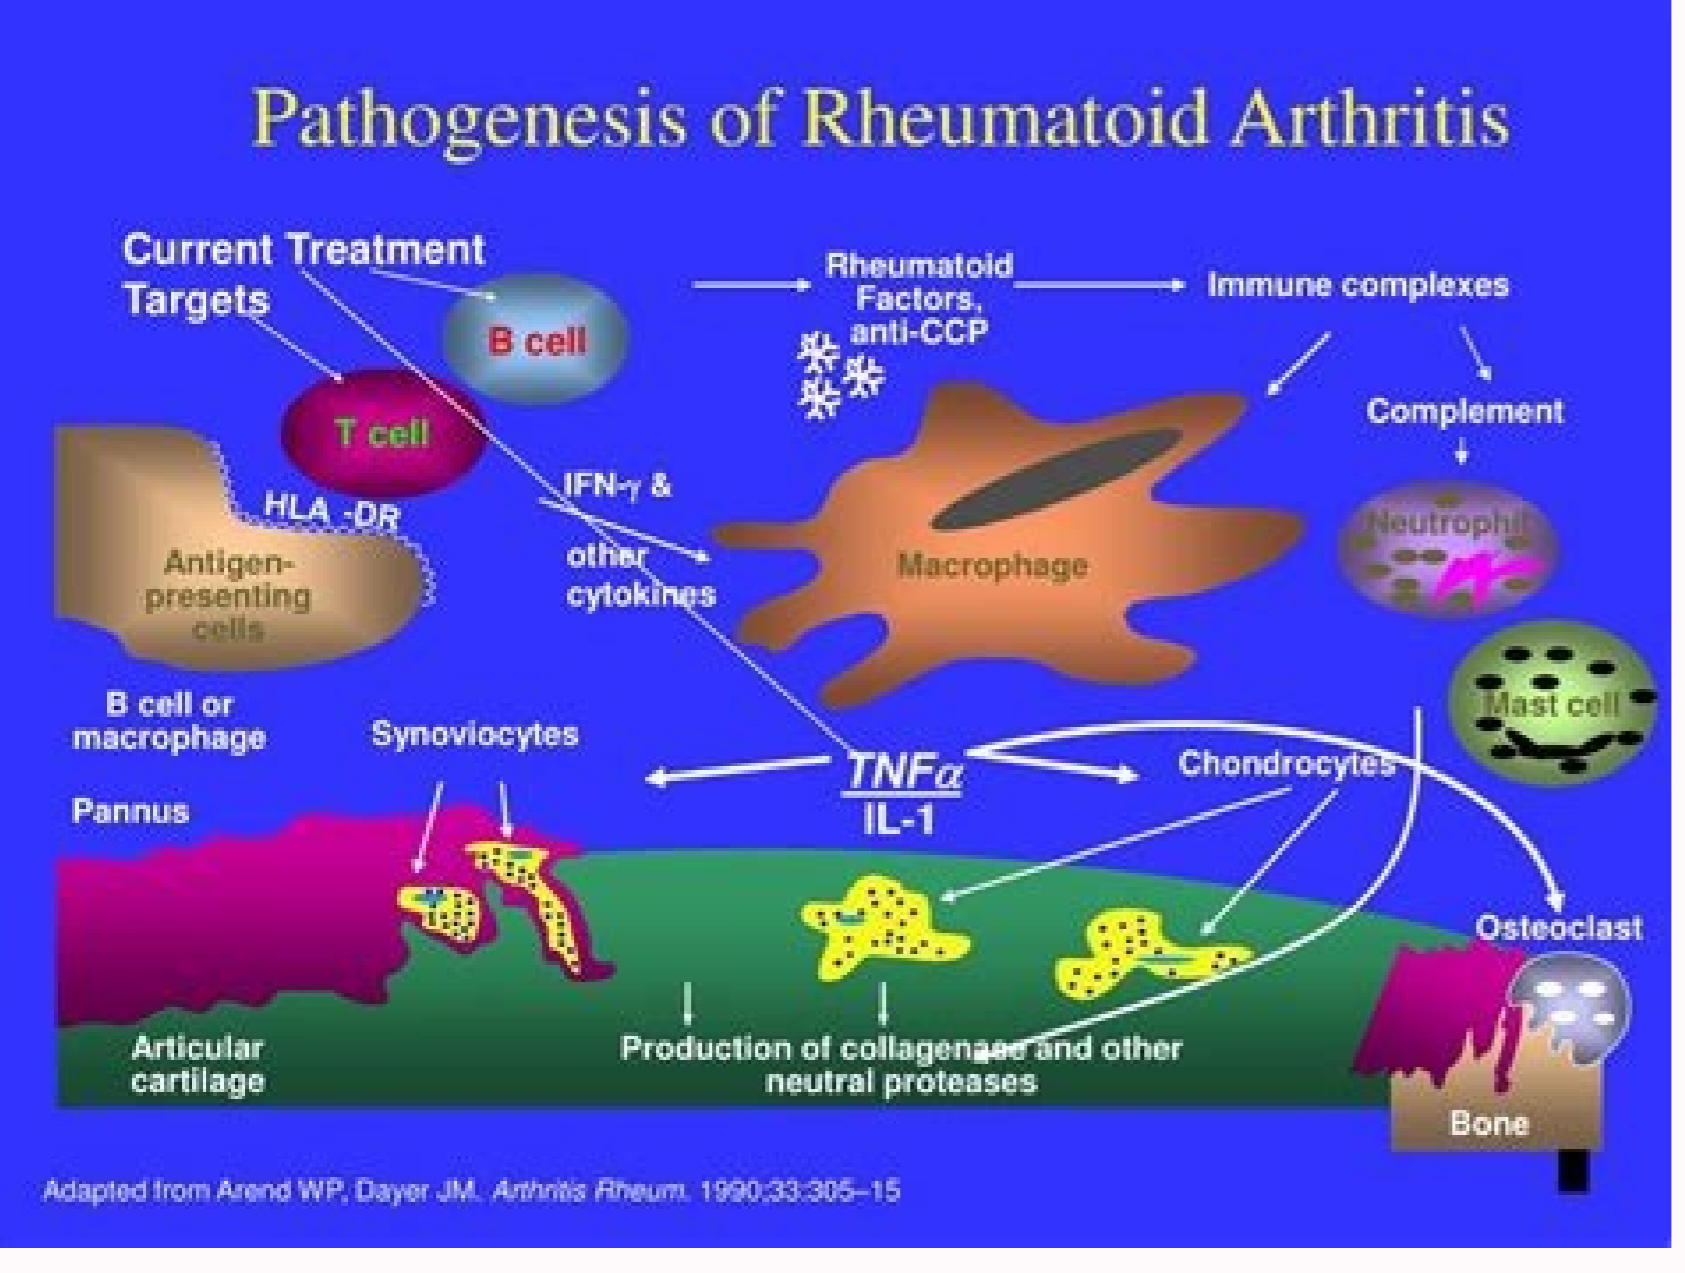 Pathogenesis of Rheumatoid Arthritis
Current Treatment
Targets
B cell
T cell
HLA -DR
Antigen-
presenting
cells
B cell or
macrophage
Rheumatoid
Factors,
anti-CCP
Immune complexes
Complement
IFN-γ &
other
cytokines
Macrophage
Neutrophil
Mast cell
Synoviocytes
Pannus
TNFα
IL-1
Chondrocytes
Osteoclast
Articular
cartilage
Production of collagenase and other
neutral proteases
Bone
Adapted from Arend WP, Dayer JM. Arthritis Rheum. 1990;33:305–15